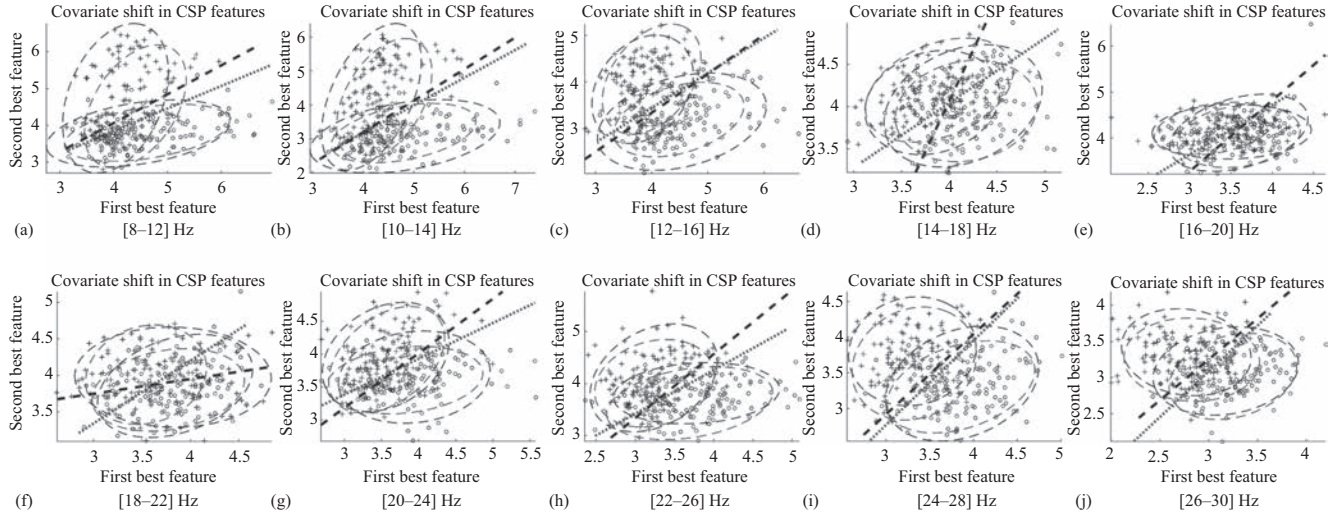 Covariate shift in CSP features
Second best feature
6
5
4
3
3
4
5
6
First best feature
(a)
[8–12] Hz
Covariate shift in CSP features
Second best feature
6
5
4
3
2
3
4
5
6
7
First best feature
(b)
[10–14] Hz
Covariate shift in CSP features
Second best feature
5
4
3
2
2
3
4
5
6
First best feature
(c)
[12–16] Hz
Covariate shift in CSP features
Second best feature
4.5
4
3.5
3
3.5
4
4.5
5
First best feature
(d)
[14–18] Hz
Covariate shift in CSP features
Second best feature
6
5
4
2.5
3
3.5
4
4.5
First best feature
(e)
[16–20] Hz
Covariate shift in CSP features
Second best feature
5
4.5
4
3.5
3
3.5
4
4.5
First best feature
(f)
[18–22] Hz
Covariate shift in CSP features
Second best feature
4.5
4
3.5
3
3
3.5
4
4.5
5
5.5
First best feature
(g)
[20–24] Hz
Covariate shift in CSP features
Second best feature
5
4
3
2.5
3
3.5
4
4.5
5
First best feature
(h)
[22–26] Hz
Covariate shift in CSP features
Second best feature
4.5
4
3.5
3
3
3.5
4
4.5
5
First best feature
(i)
[24–28] Hz
Covariate shift in CSP features
Second best feature
4
3.5
3
2.5
2
2.5
3
3.5
4
First best feature
(j)
[26–30] Hz